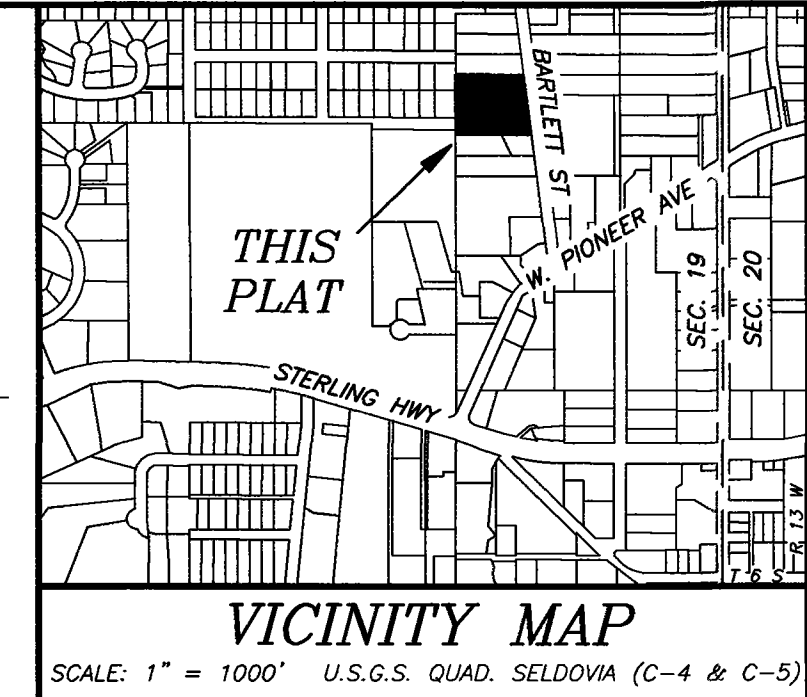 BARTLETT ST
THIS
PLAT
W. PIONEER AVE
SEC. 19
SEC. 20
STERLING HWY
R 13 W
T 6 S
VICINITY MAP
SCALE: 1" = 1000' U.S.G.S. QUAD. SELDOVIA (C-4 & C-5)